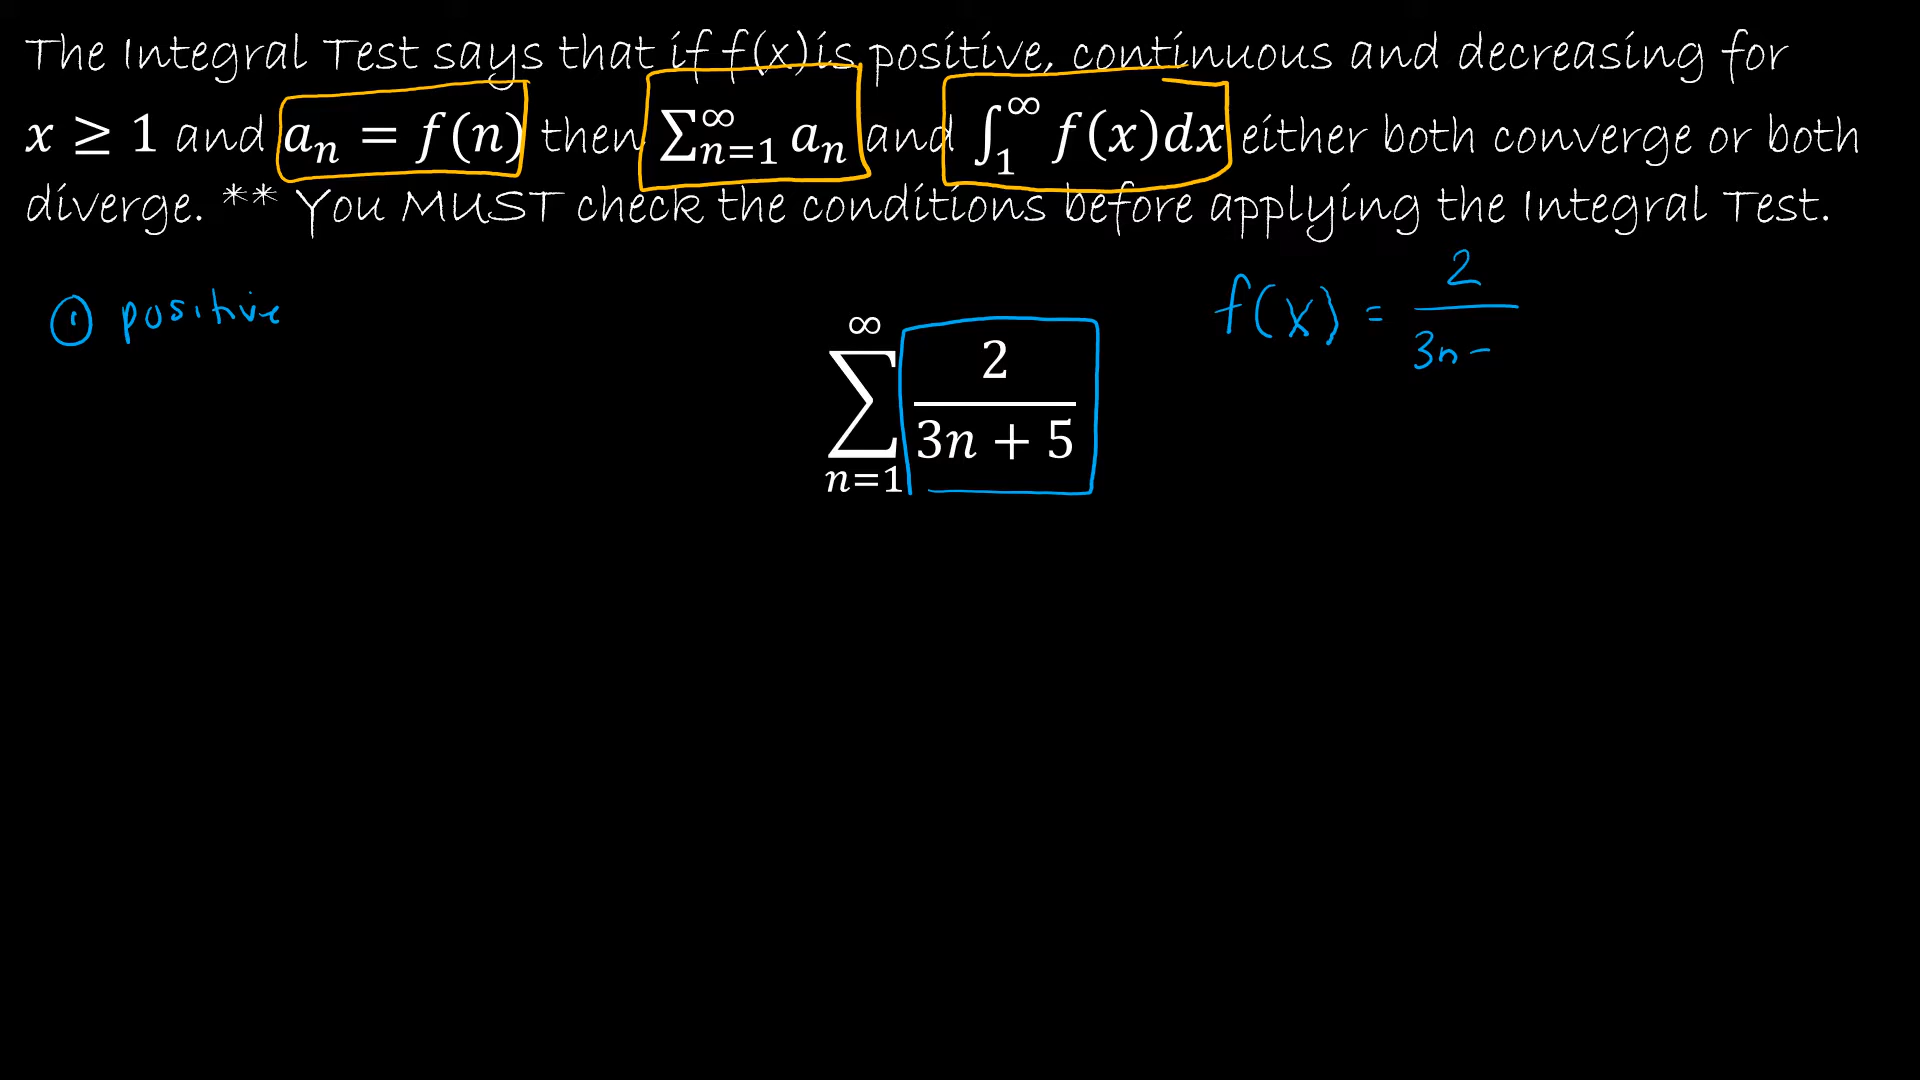 The Integral Test says that if f(x) is positive, continuous and decreasing for
x ≥ 1 and aₙ = f(n) then ∑ₙ₌₁^∞ aₙ and ∫₁^∞ f(x)dx either both converge or both
diverge. ** You MUST check the conditions before applying the Integral Test.
① positive
∑ₙ₌₁^∞ 2/(3n + 5)
f(x) = 2/(3n -